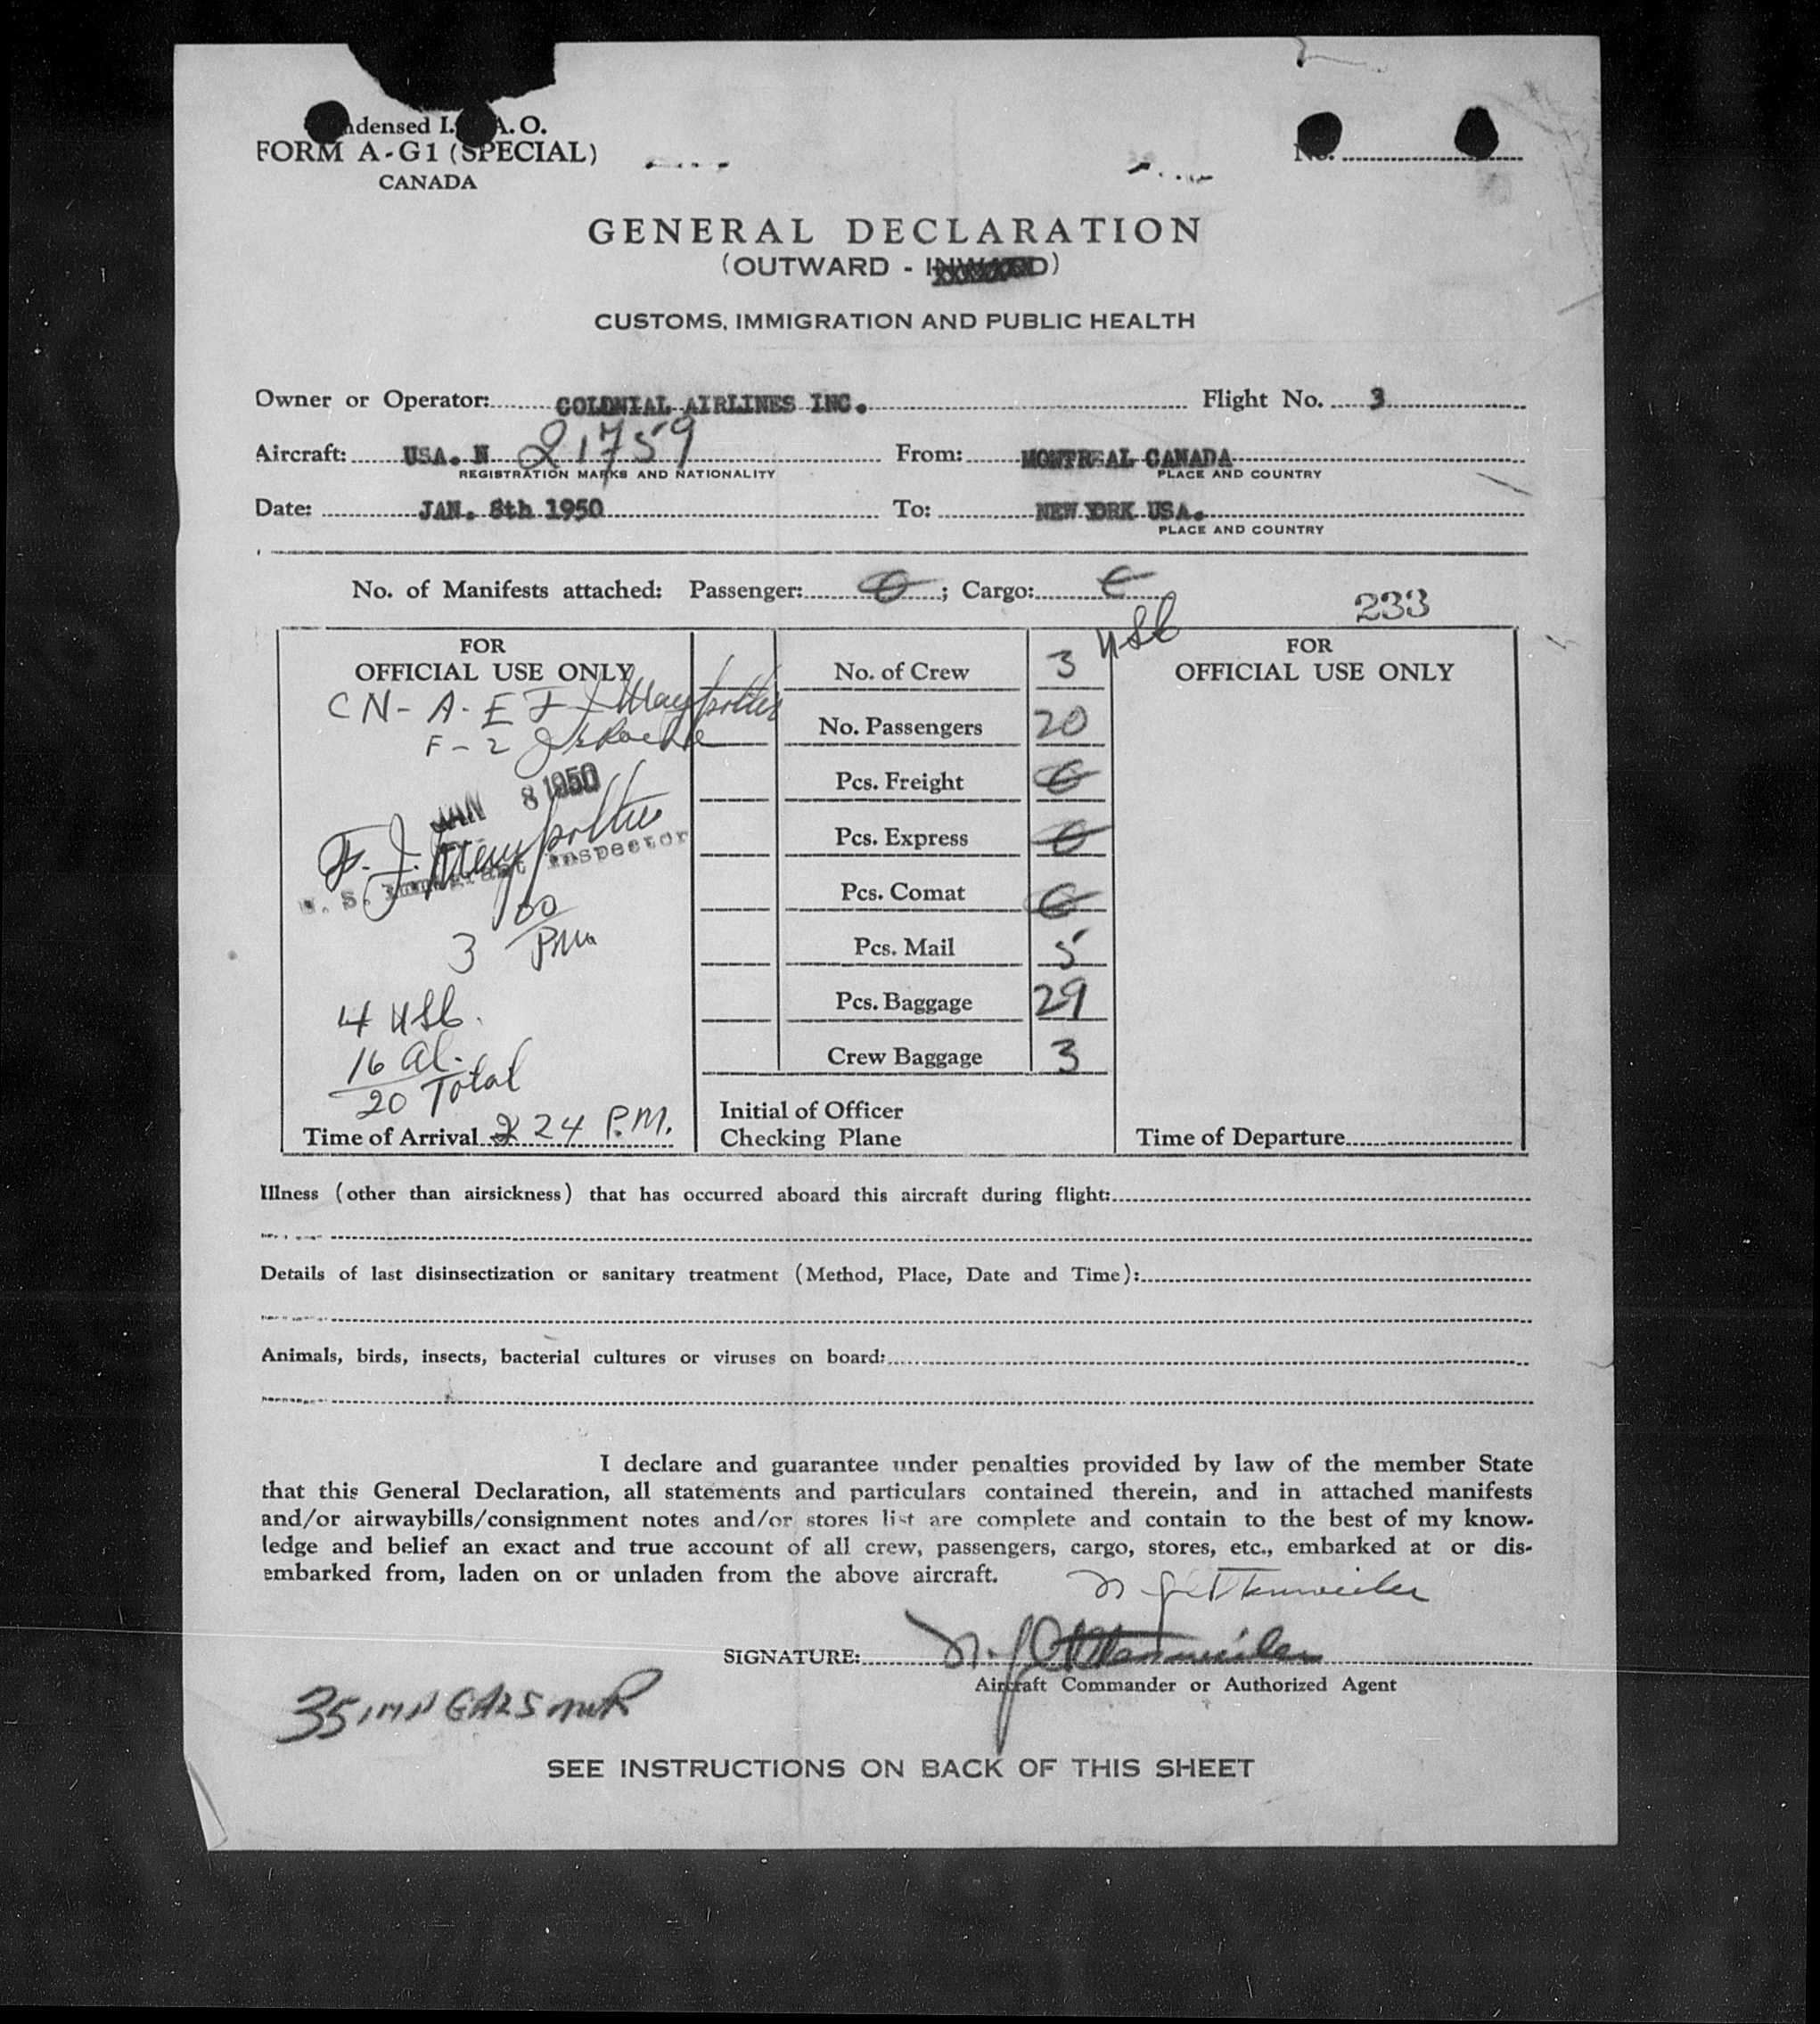 ndensed I. A. O.
FORM A-G1 (SPECIAL)
CANADA
No.
GENERAL DECLARATION
(OUTWARD - INWARD)
CUSTOMS, IMMIGRATION AND PUBLIC HEALTH
Owner or Operator: COLONIAL AIRLINES INC. Flight No. 3
Aircraft: USA. N 21759 From: MONTREAL CANADA
REGISTRATION MARKS AND NATIONALITY PLACE AND COUNTRY
Date: JAN. 8th 1950 To: NEW YORK USA.
PLACE AND COUNTRY
No. of Manifests attached: Passenger: 0; Cargo:
233
FOR
OFFICIAL USE ONLY
CN-A-E
F-2
JAN 8 1950
F. J.
U. S. Immigrant Inspector
3 00
PM
4 USC.
16 al.
20 Total
Time of Arrival 2 24 P.M.
No. of Crew 3 USC
No. Passengers 20
Pcs. Freight 0
Pcs. Express 0
Pcs. Comat 0
Pcs. Mail 5
Pcs. Baggage 29
Crew Baggage 3
Initial of Officer
Checking Plane
FOR
OFFICIAL USE ONLY
Time of Departure
Illness (other than airsickness) that has occurred aboard this aircraft during flight:
Details of last disinsectization or sanitary treatment (Method, Place, Date and Time):
Animals, birds, insects, bacterial cultures or viruses on board:
I declare and guarantee under penalties provided by law of the member State
that this General Declaration, all statements and particulars contained therein, and in attached manifests
and/or airwaybills/consignment notes and/or stores list are complete and contain to the best of my know-
ledge and belief an exact and true account of all crew, passengers, cargo, stores, etc., embarked at or dis-
embarked from, laden on or unladen from the above aircraft.
SIGNATURE:
Aircraft Commander or Authorized Agent
35 IMP GALS
SEE INSTRUCTIONS ON BACK OF THIS SHEET